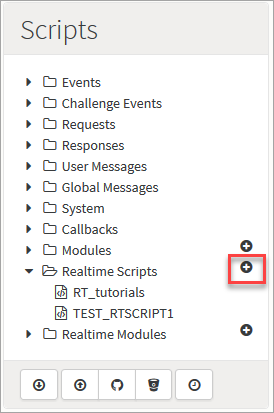 Scripts
Events
Challenge Events
Requests
Responses
User Messages
Global Messages
System
Callbacks
Modules
Realtime Scripts
RT_tutorials
TEST_RTSCRIPT1
Realtime Modules